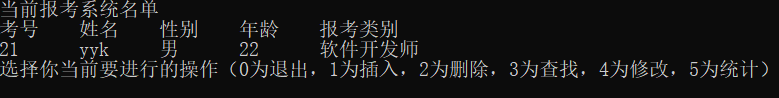 当前报考系统名单
考号 姓名 性别 年龄 报考类别
21 yyk 男 22 软件开发师
选择你当前要进行的操作（0为退出，1为插入，2为删除，3为查找，4为修改，5为统计）